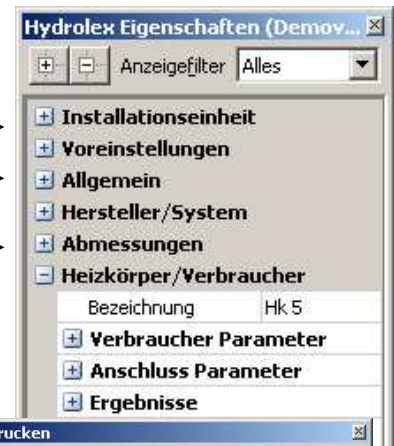 Hydrolex Eigenschaften (Demov...
Anzeigefilter Alles
Installationseinheit
Voreinstellungen
Allgemein
Hersteller/System
Abmessungen
Heizkörper/Verbraucher
Bezeichnung Hk 5
Verbraucher Parameter
Anschluss Parameter
Ergebnisse
rucken